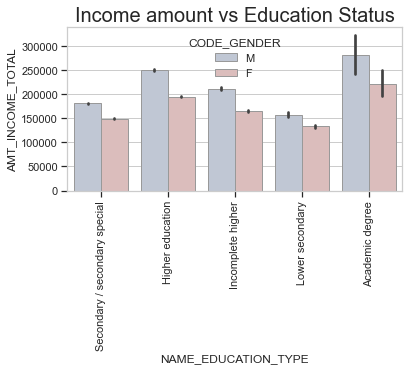 Income amount vs Education Status
AMT_INCOME_TOTAL
300000
250000
200000
150000
100000
50000
0
CODE_GENDER
M
F
Secondary / secondary special
Higher education
Incomplete higher
Lower secondary
Academic degree
NAME_EDUCATION_TYPE